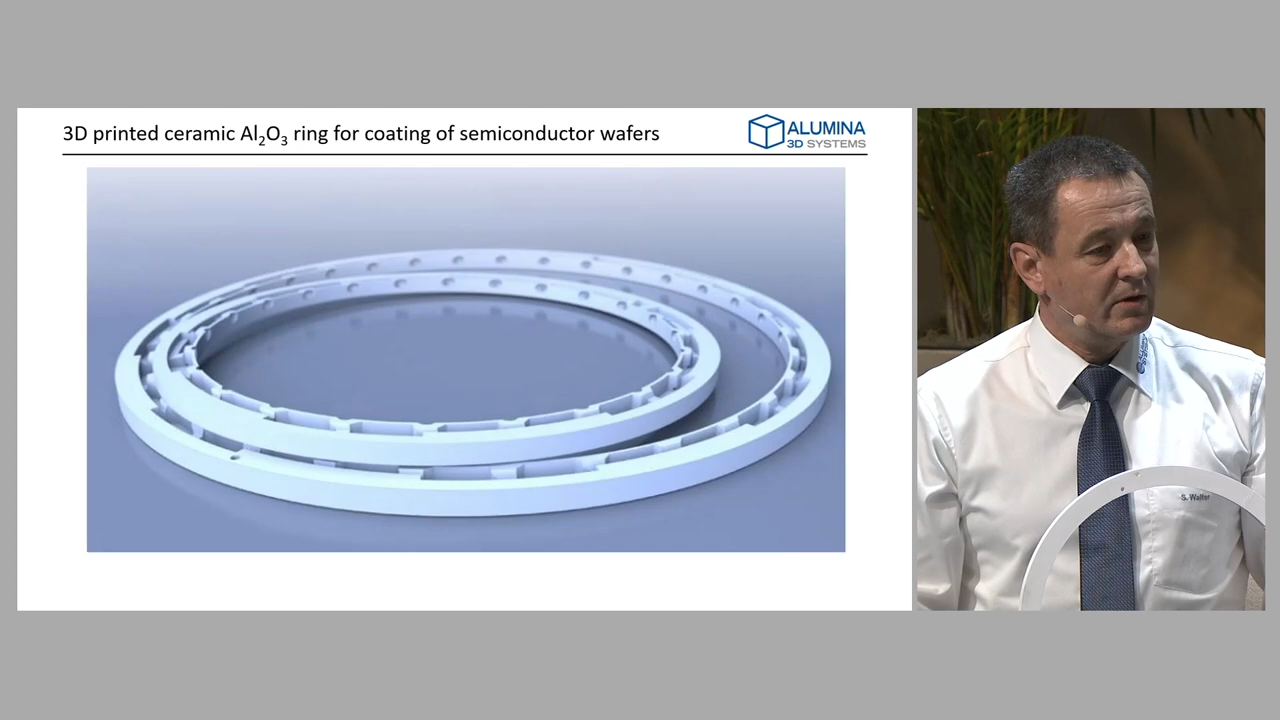 3D printed ceramic Al₂O₃ ring for coating of semiconductor wafers
ALUMINA
3D SYSTEMS
S. Walter